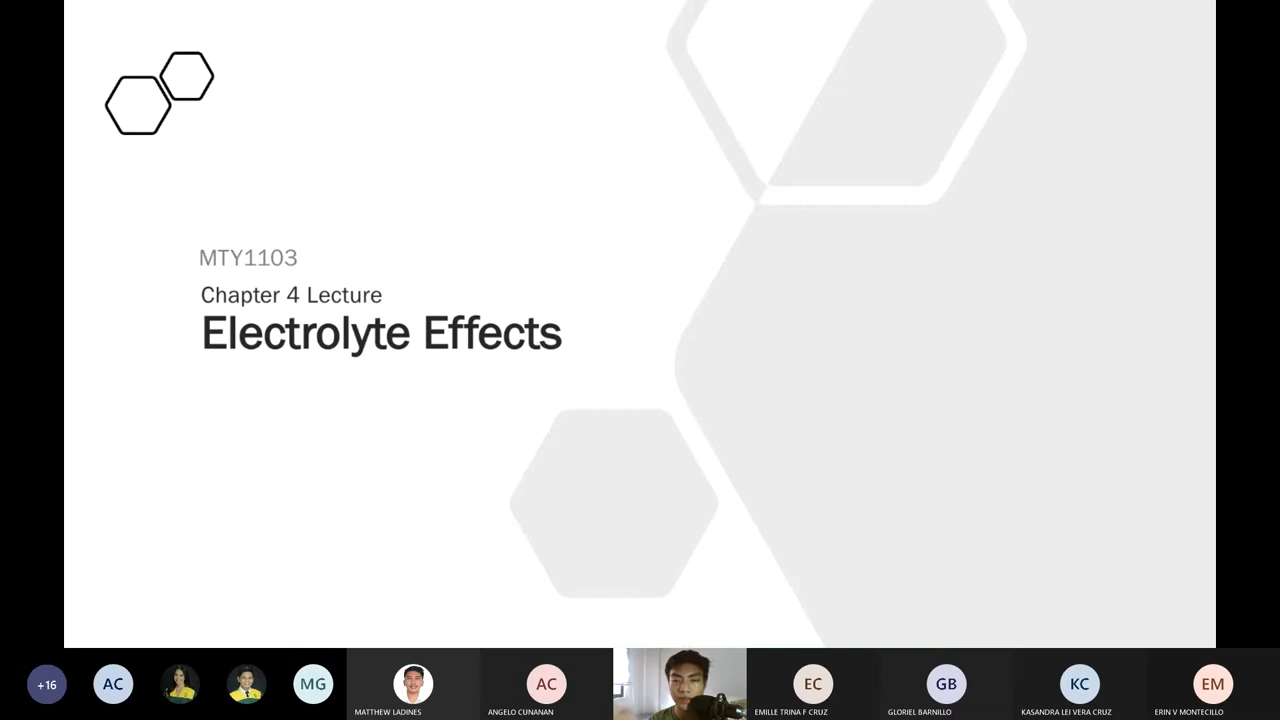 MTY1103
Chapter 4 Lecture
Electrolyte Effects
+16
AC
MG
MATTHEW LADINES
AC
ANGELO CUNANAN
EC
EMILLE TRINA F CRUZ
GB
GLORIEL BARNILLO
KC
KASANDRA LEI VERA CRUZ
EM
ERIN V MONTECILLO